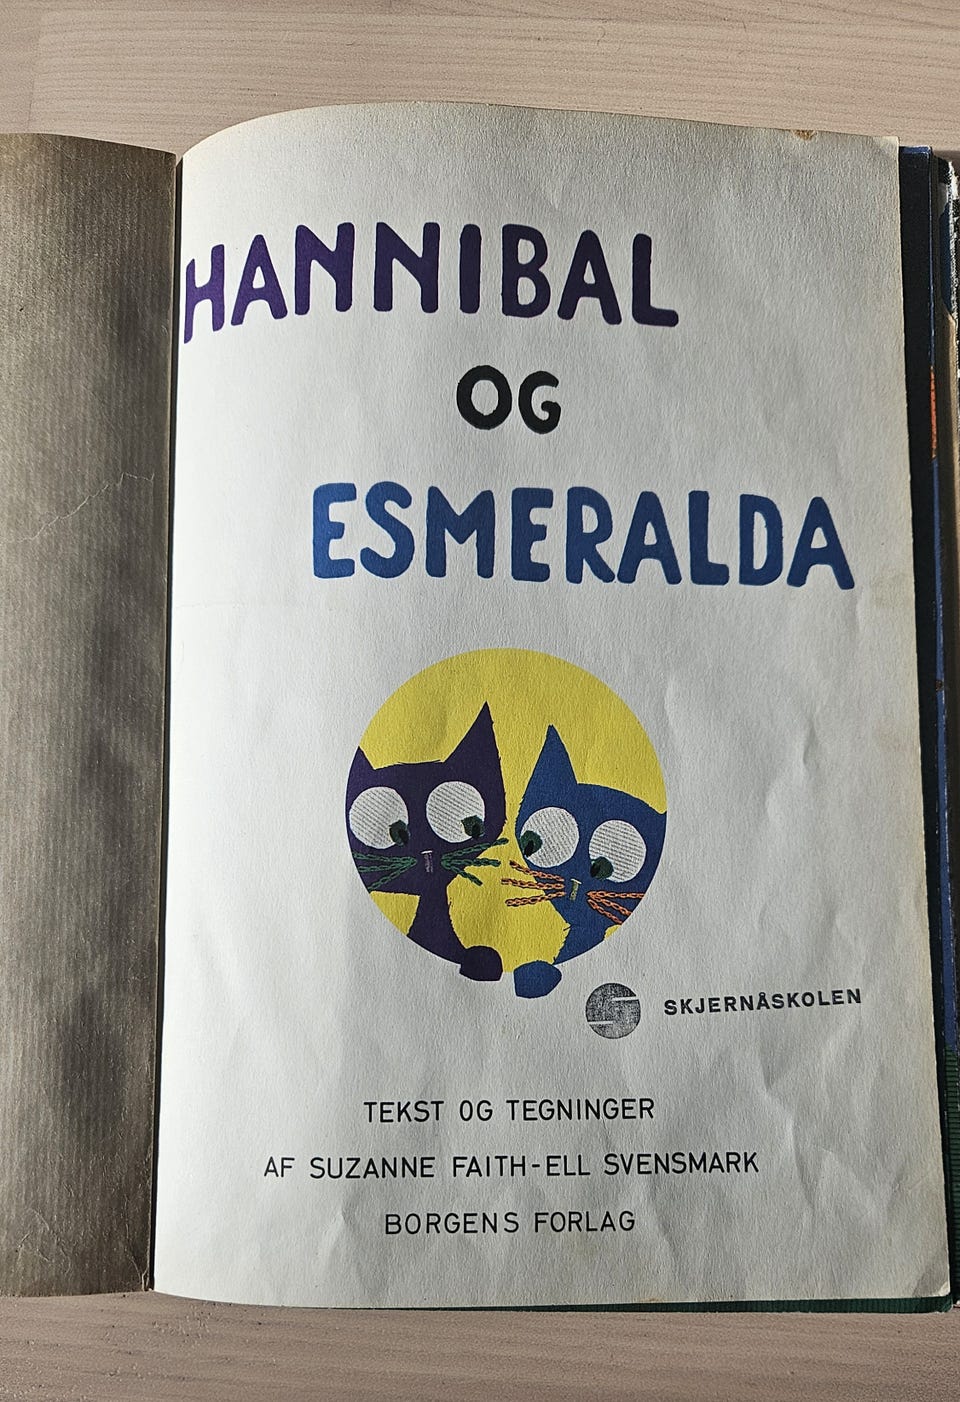 HANNIBAL
OG
ESMERALDA
SKJERNÅSKOLEN
TEKST OG TEGNINGER
AF SUZANNE FAITH-ELL SVENSMARK
BORGENS FORLAG